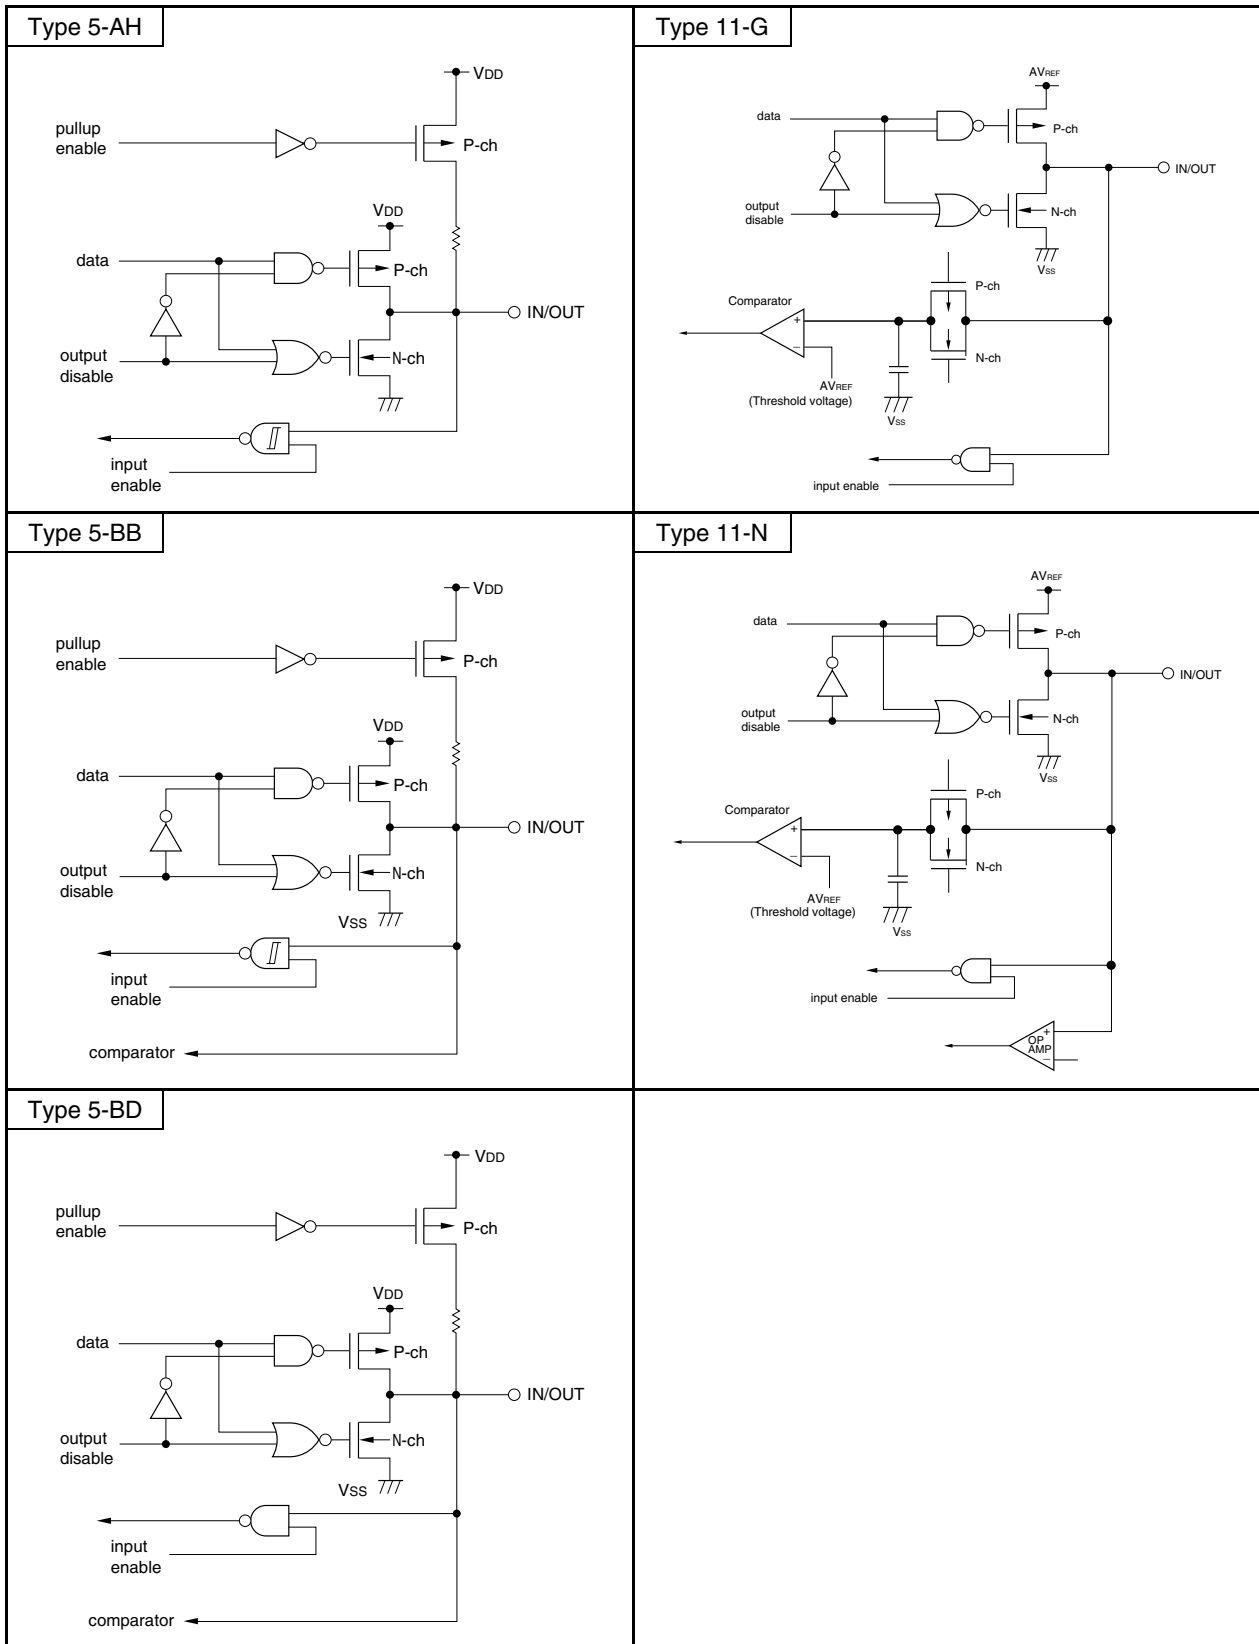 Type 5-AH
VDD
pullup
enable
P-ch
VDD
data
P-ch
IN/OUT
output
disable
N-ch
input
enable
Type 11-G
AVREF
data
P-ch
IN/OUT
output
disable
N-ch
VSS
P-ch
Comparator
+
–
N-ch
AVREF
(Threshold voltage)
VSS
input enable
Type 5-BB
VDD
pullup
enable
P-ch
VDD
data
P-ch
IN/OUT
output
disable
N-ch
VSS
input
enable
comparator
Type 11-N
AVREF
data
P-ch
IN/OUT
output
disable
N-ch
VSS
P-ch
Comparator
+
–
N-ch
AVREF
(Threshold voltage)
VSS
input enable
+
OP
AMP
–
Type 5-BD
VDD
pullup
enable
P-ch
VDD
data
P-ch
IN/OUT
output
disable
N-ch
VSS
input
enable
comparator